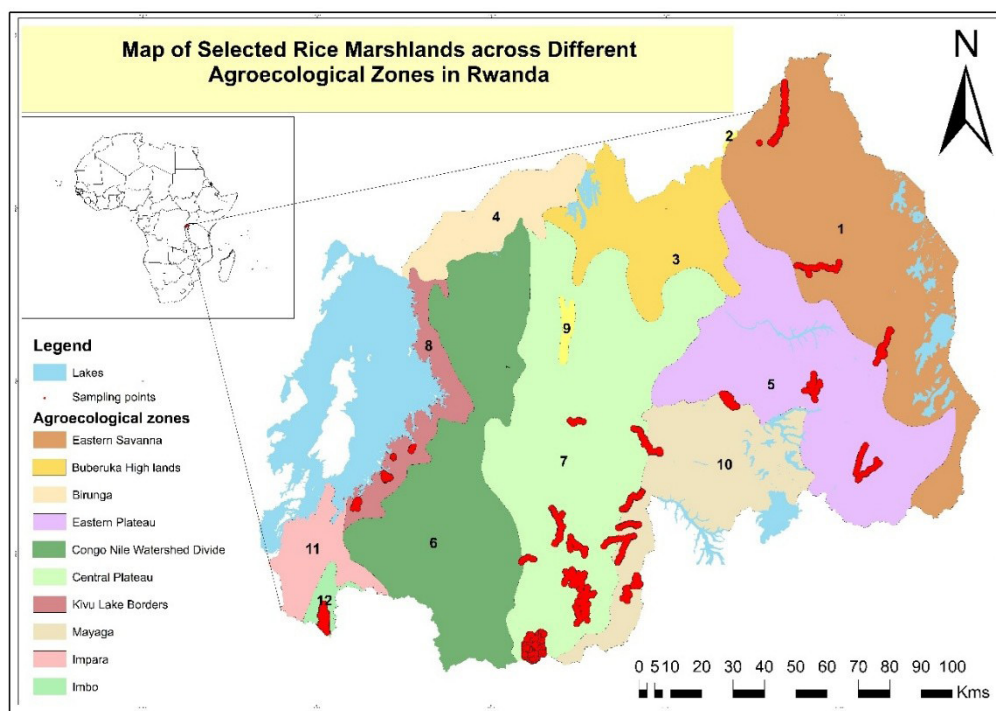 Map of Selected Rice Marshlands across Different
Agroecological Zones in Rwanda
N
2
4
1
3
9
8
5
7
10
6
11
12
Legend
Lakes
Sampling points
Agroecological zones
Eastern Savanna
Buberuka High lands
Birunga
Eastern Plateau
Congo Nile Watershed Divide
Central Plateau
Kivu Lake Borders
Mayaga
Impara
Imbo
0 5 10 20 30 40 50 60 70 80 90 100
Kms